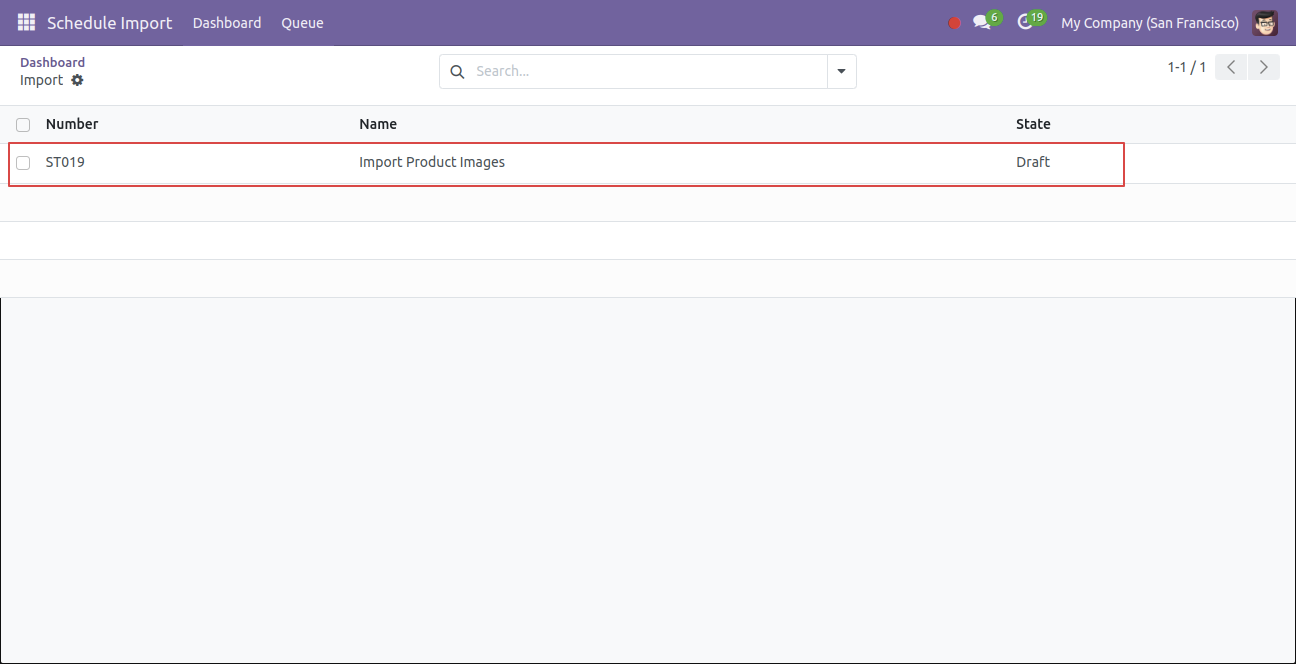 Schedule Import Dashboard Queue 6 19 My Company (San Francisco)
Dashboard
Import
Search...
1-1 / 1
Number Name State
ST019 Import Product Images Draft